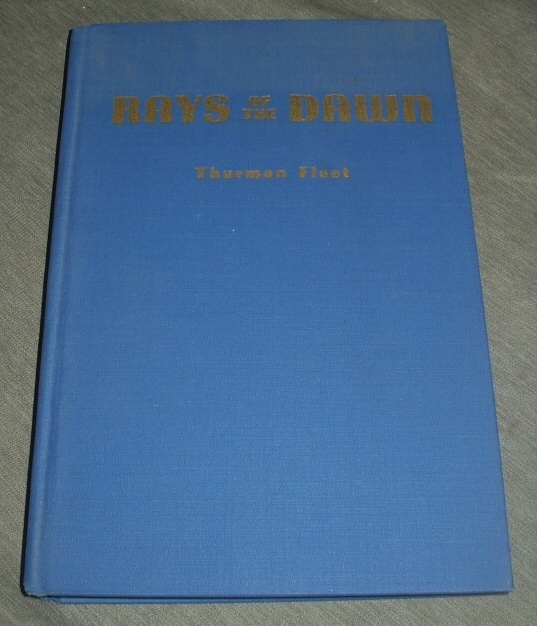 RAYS OF THE DAWN
Thurman Fleet